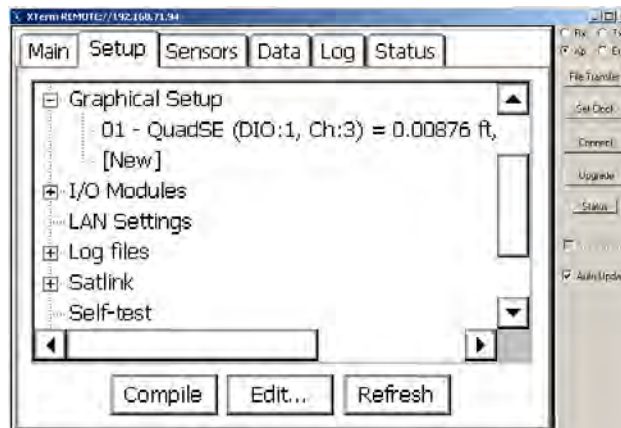 XTerm REMOTE://192.168.71.94
Main Setup Sensors Data Log Status
Graphical Setup
01 - QuadSE (DIO:1, Ch:3) = 0.00876 ft,
[New]
I/O Modules
LAN Settings
Log files
Satlink
Self-test
Compile Edit... Refresh
File Transfer
Set Clock
Connect
Upgrade
Status